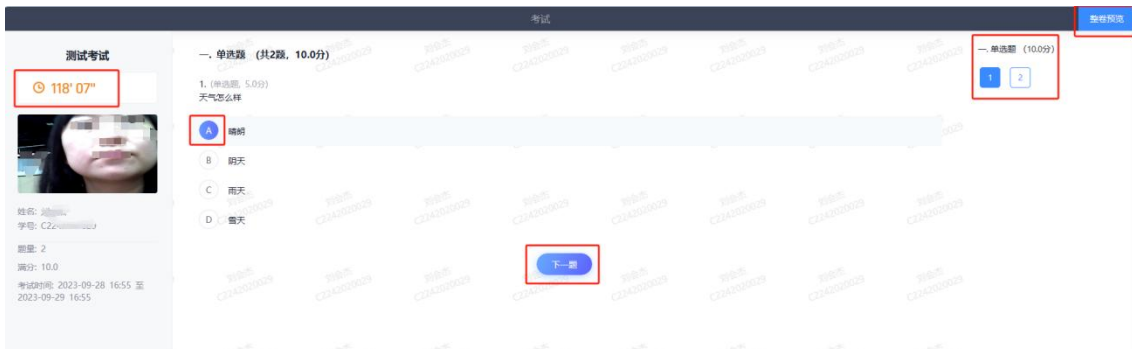 考试
整卷预览
测试考试
118' 07"
姓名:
学号: C22
题量: 2
满分: 10.0
考试时间: 2023-09-28 16:55 至
2023-09-29 16:55
一. 单选题 (共2题, 10.0分)
1. (单选题, 5.0分)
天气怎么样
A 晴朗
B 阴天
C 雨天
D 雪天
下一题
一. 单选题 (10.0分)
1 2